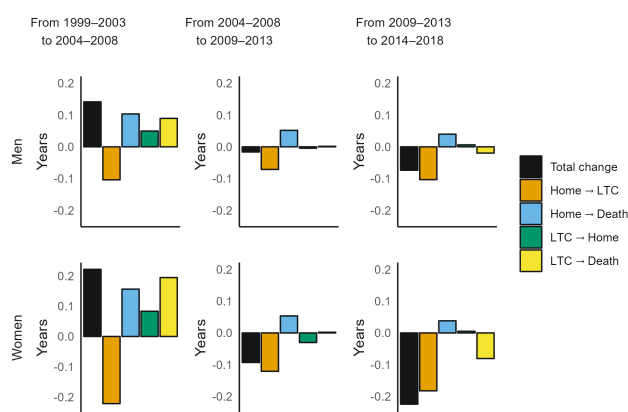 From 1999–2003
to 2004–2008
From 2004–2008
to 2009–2013
From 2009–2013
to 2014–2018
Men
Years
0.2
0.1
0.0
-0.1
-0.2
Years
0.2
0.1
0.0
-0.1
-0.2
Years
0.2
0.1
0.0
-0.1
-0.2
Total change
Home → LTC
Home → Death
LTC → Home
LTC → Death
Women
Years
0.2
0.1
0.0
-0.1
-0.2
Years
0.2
0.1
0.0
-0.1
-0.2
Years
0.2
0.1
0.0
-0.1
-0.2